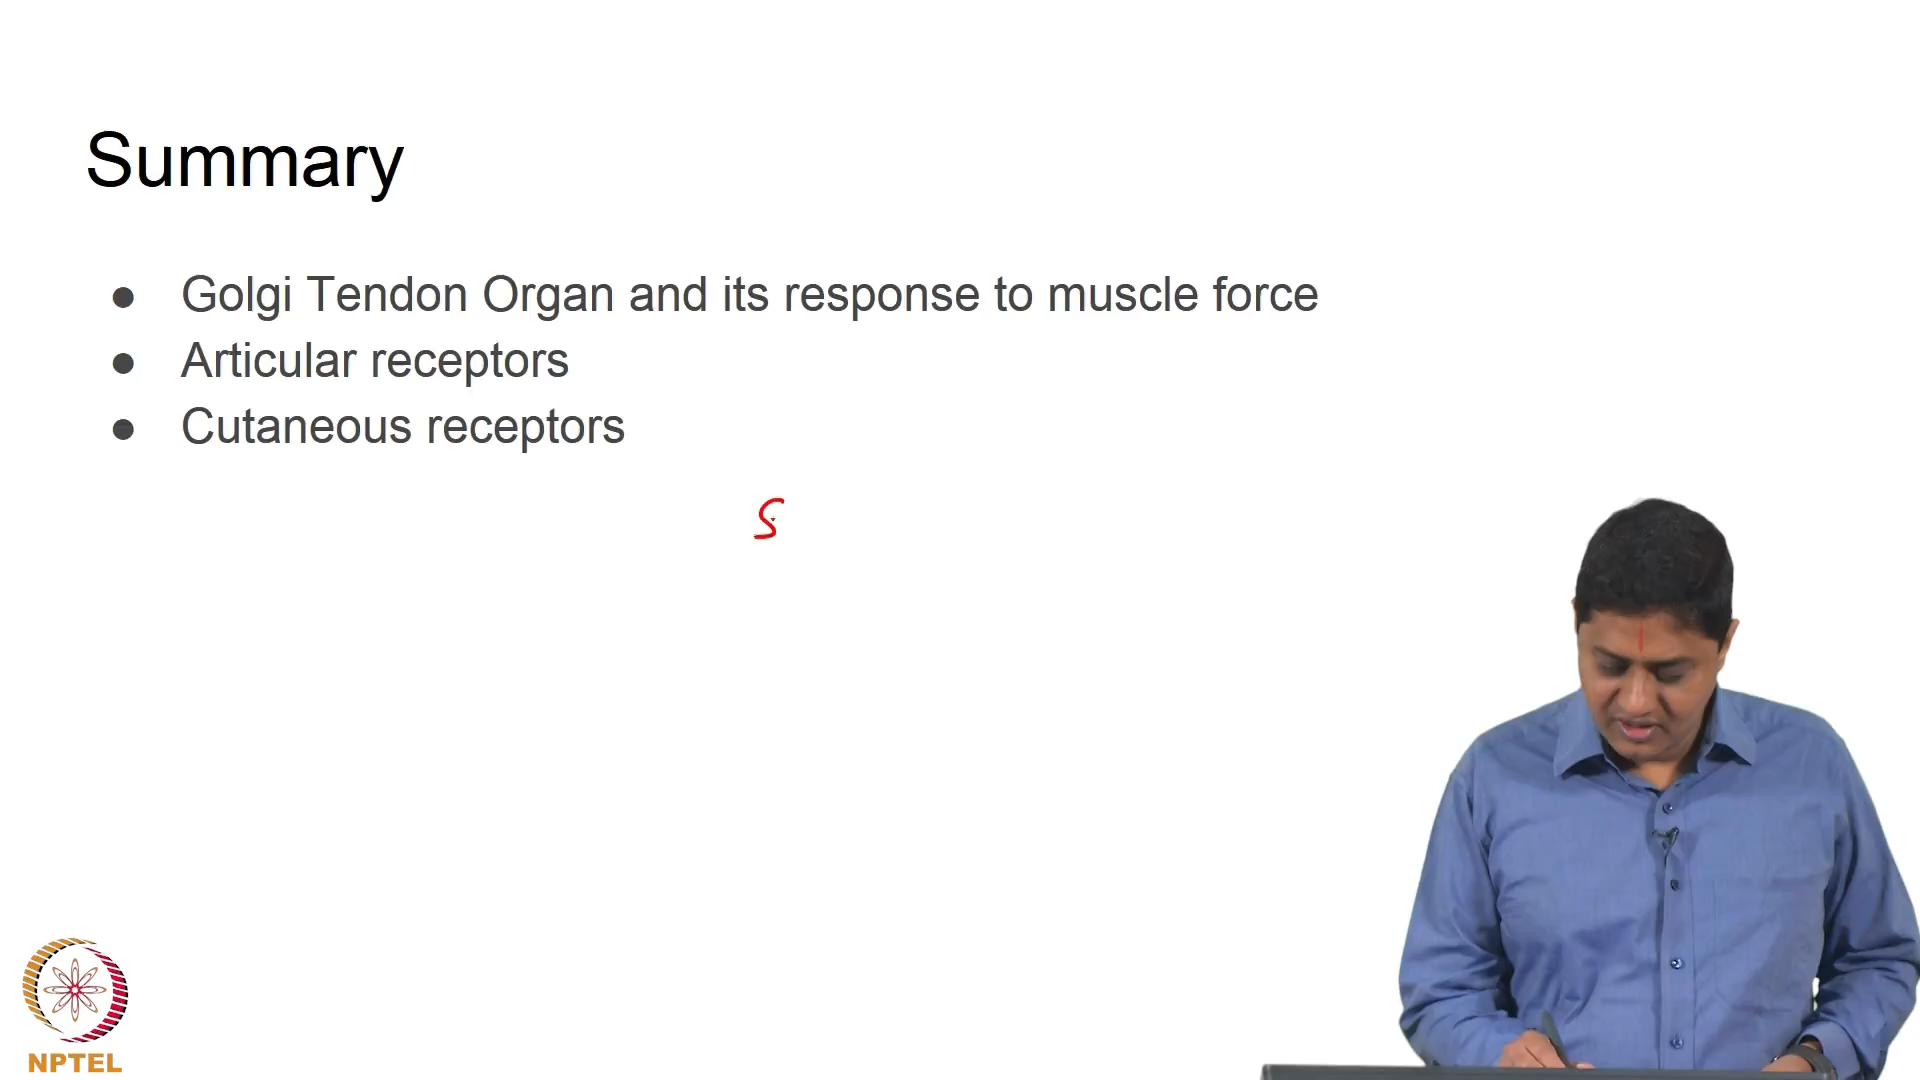 Summary
● Golgi Tendon Organ and its response to muscle force
● Articular receptors
● Cutaneous receptors
S
NPTEL